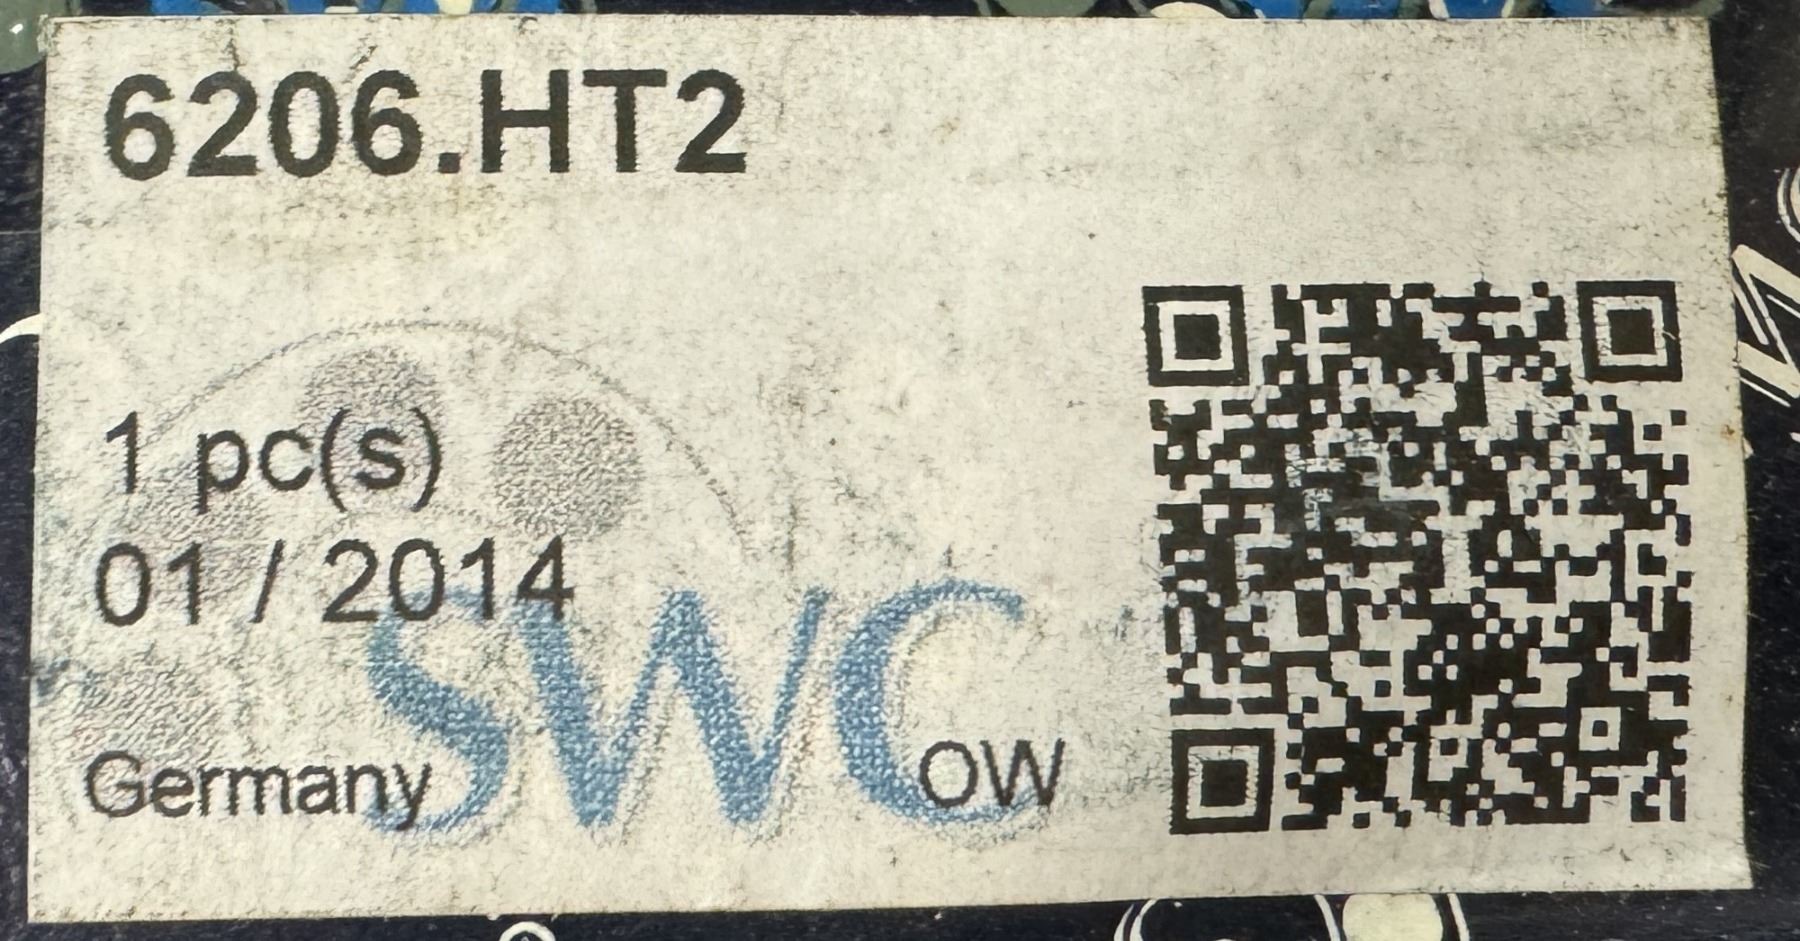 6206.HT2
1 pc(s)
01 / 2014
SWC
Germany
OW